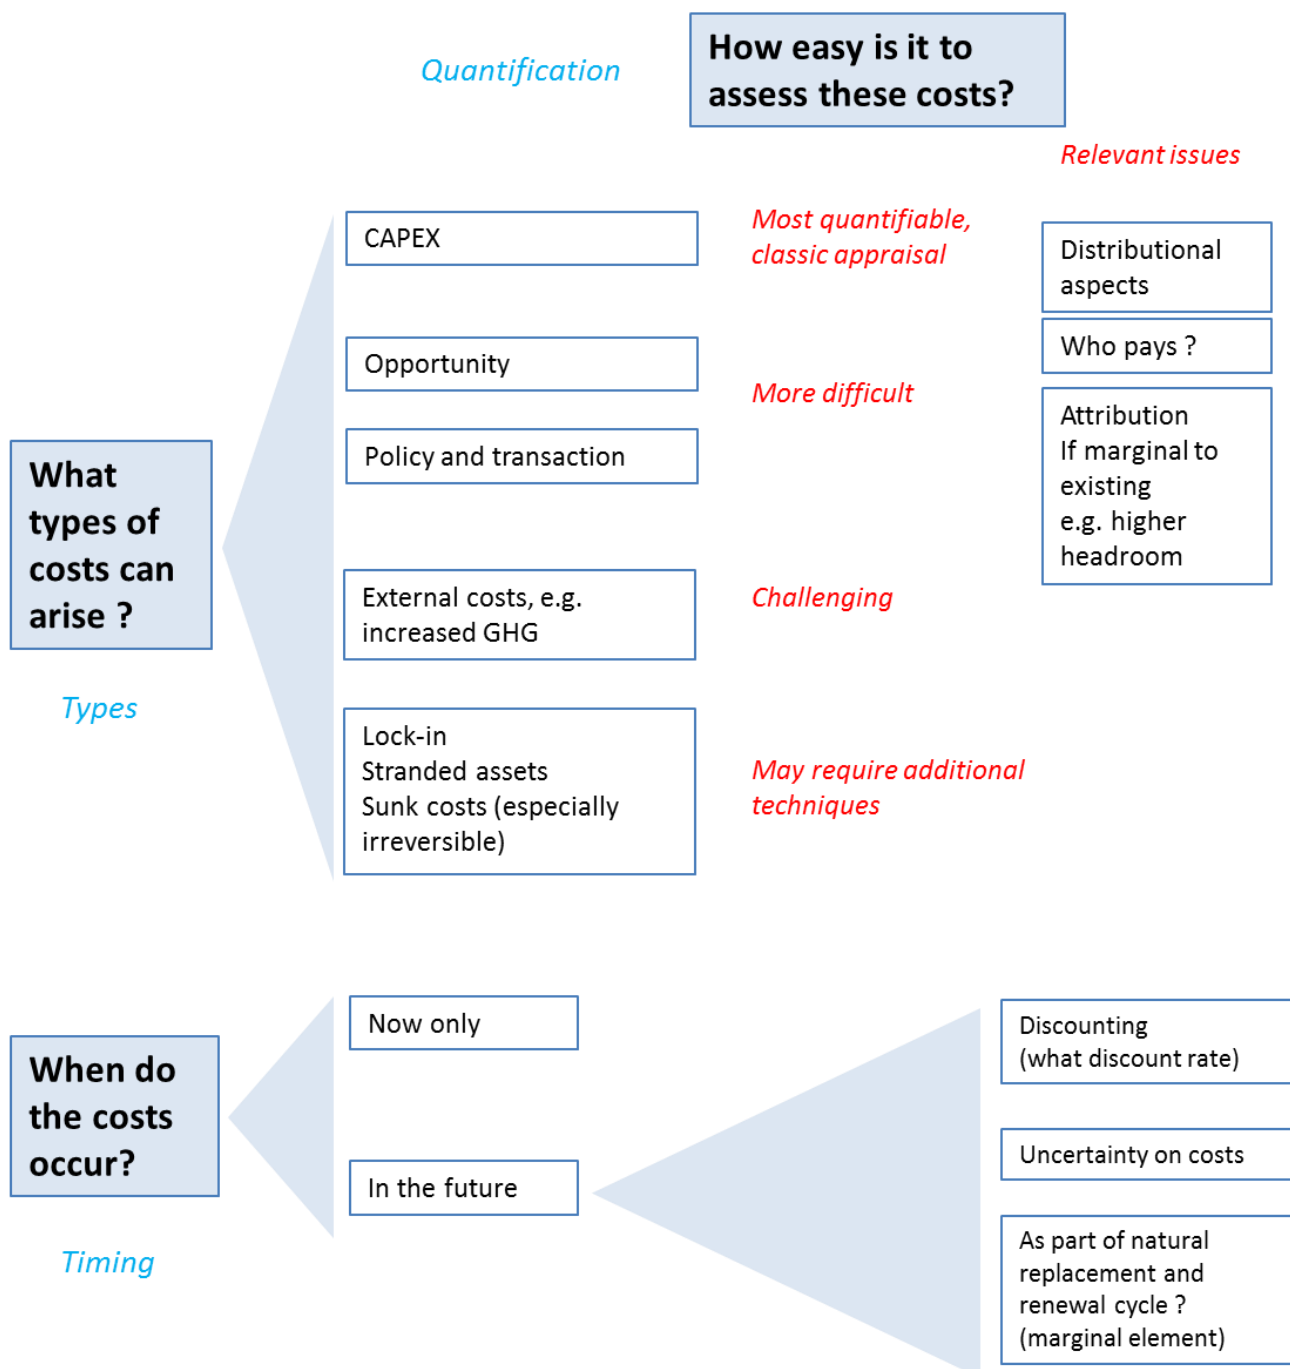 Quantification
How easy is it to
assess these costs?
Relevant issues
CAPEX
Most quantifiable,
classic appraisal
Distributional
aspects
Who pays ?
Opportunity
More difficult
Attribution
If marginal to
existing
e.g. higher
headroom
Policy and transaction
What
types of
costs can
arise ?
Types
External costs, e.g.
increased GHG
Challenging
Lock-in
Stranded assets
Sunk costs (especially
irreversible)
May require additional
techniques
When do
the costs
occur?
Timing
Now only
In the future
Discounting
(what discount rate)
Uncertainty on costs
As part of natural
replacement and
renewal cycle ?
(marginal element)